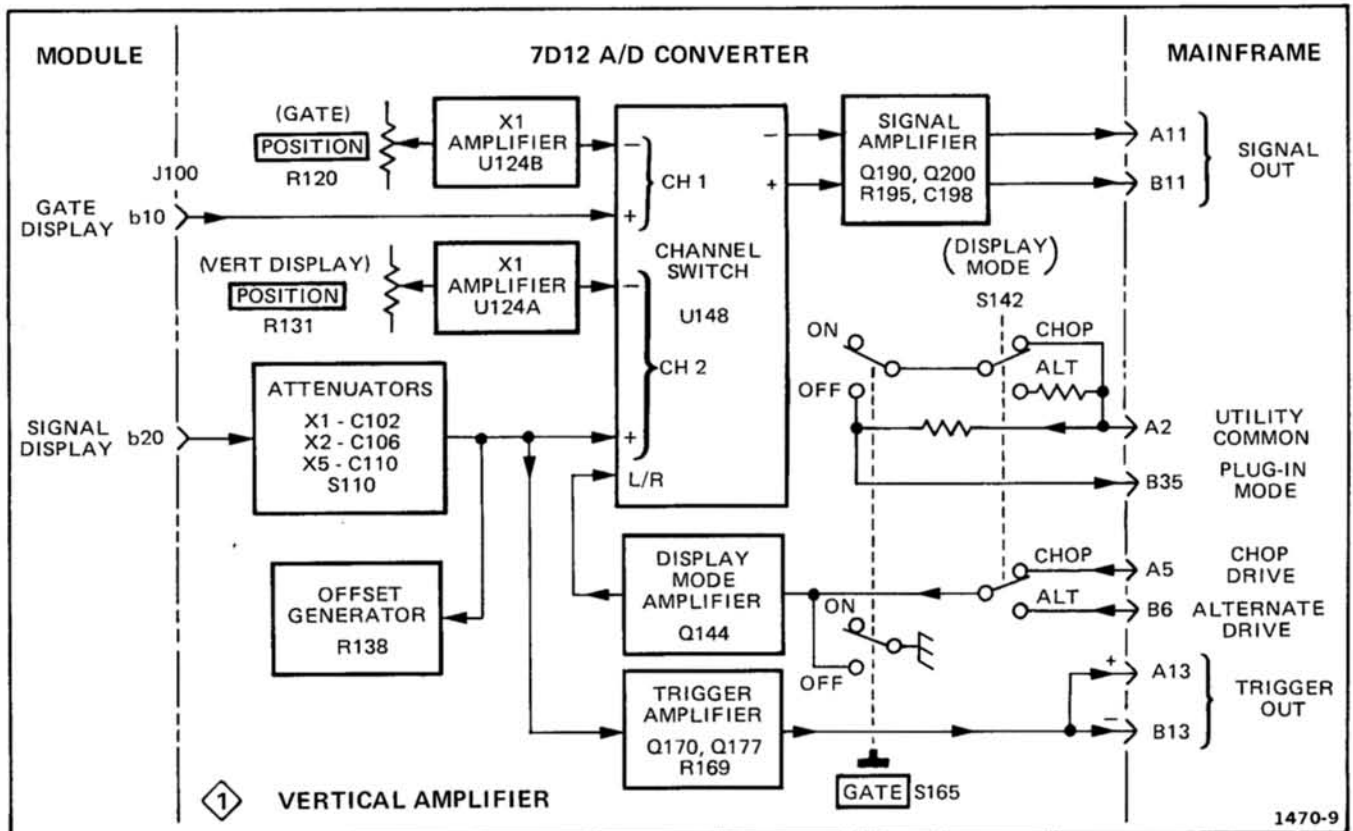 MODULE
7D12 A/D CONVERTER
MAINFRAME
(GATE)
POSITION
R120
X1
AMPLIFIER
U124B
J100
GATE
DISPLAY
b10
(VERT DISPLAY)
POSITION
R131
X1
AMPLIFIER
U124A
−
CH 1
+
−
CH 2
+
L/R
CHANNEL
SWITCH
U148
−
+
SIGNAL
AMPLIFIER
Q190, Q200
R195, C198
A11
B11
SIGNAL
OUT
(DISPLAY
MODE)
S142
ON
OFF
CHOP
ALT
A2
UTILITY
COMMON
B35
PLUG-IN
MODE
SIGNAL
DISPLAY
b20
ATTENUATORS
X1 - C102
X2 - C106
X5 - C110
S110
OFFSET
GENERATOR
R138
DISPLAY
MODE
AMPLIFIER
Q144
ON
OFF
CHOP
ALT
A5
CHOP
DRIVE
B6
ALTERNATE
DRIVE
TRIGGER
AMPLIFIER
Q170, Q177
R169
+
A13
−
B13
TRIGGER
OUT
GATE S165
1 VERTICAL AMPLIFIER
1470-9